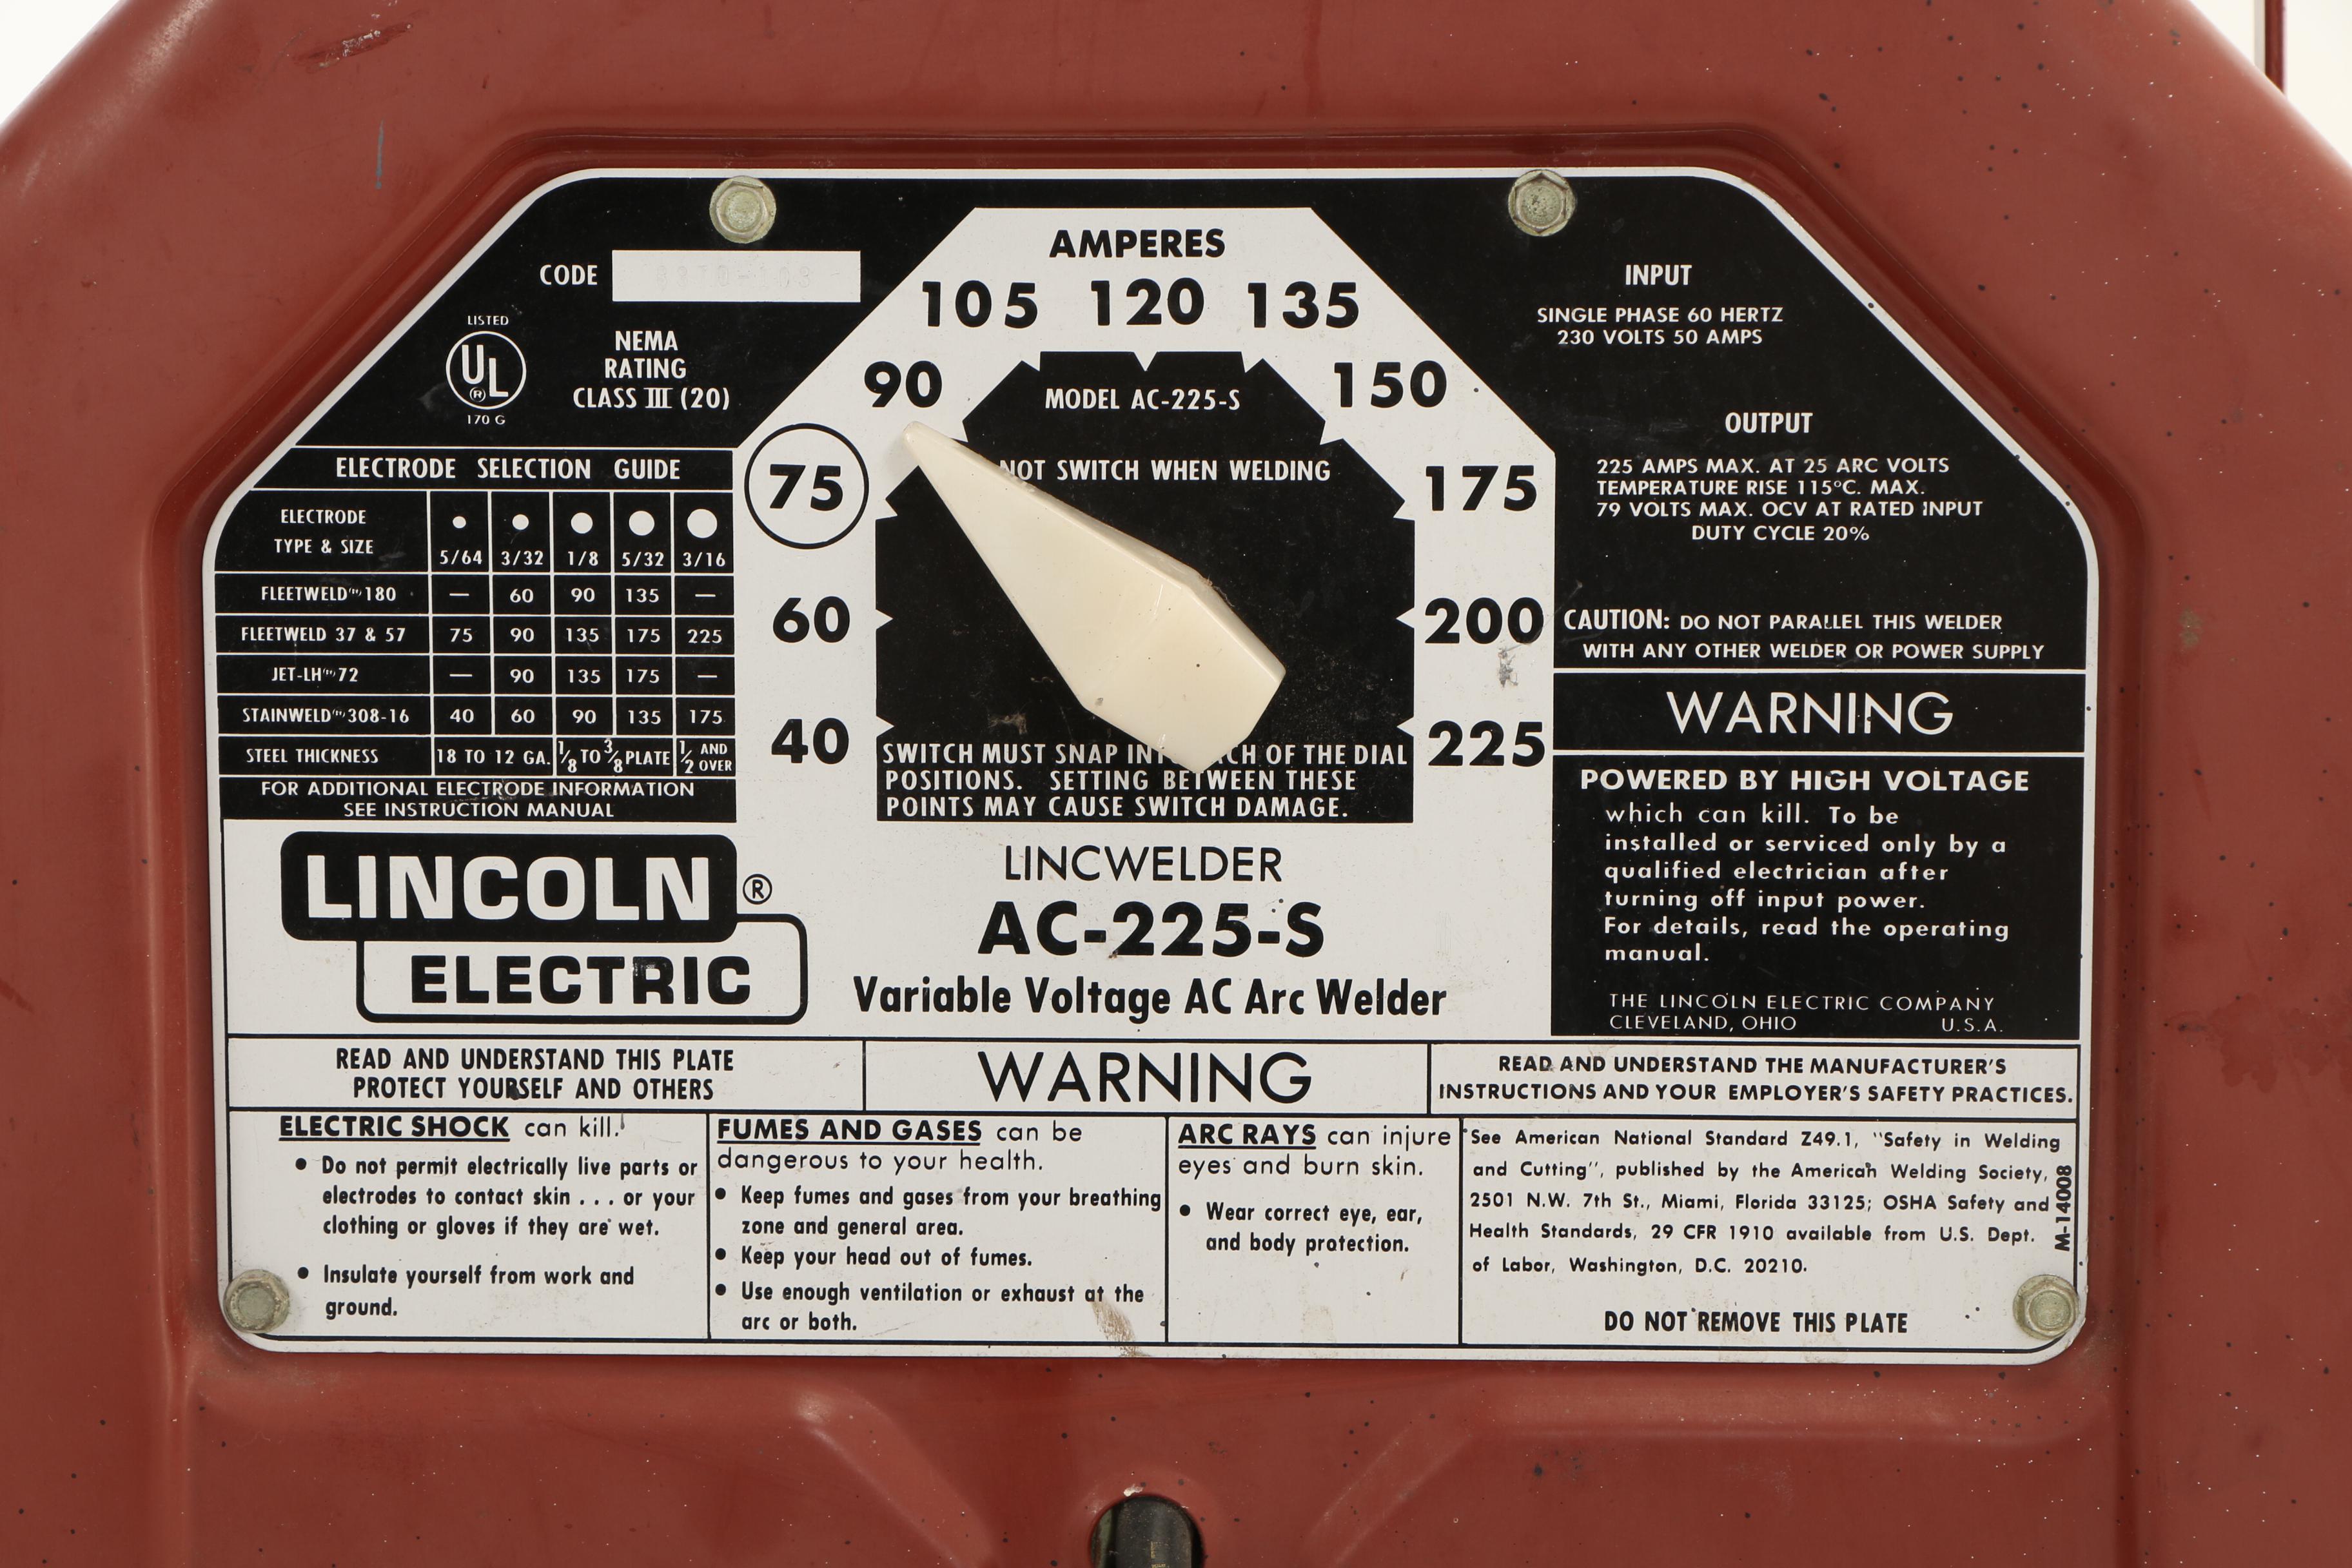 AMPERES
105 120 135
90 150
75 175
60 200
40 225
MODEL AC-225-S
NOT SWITCH WHEN WELDING
SWITCH MUST SNAP OF THE DIAL
POSITIONS. SETTING BETWEEN THESE
POINTS MAY CAUSE SWITCH DAMAGE.
CODE
LISTED
UL
®
170 G
NEMA
RATING
CLASS III (20)
ELECTRODE SELECTION GUIDE
ELECTRODE
TYPE & SIZE 5/64 3/32 1/8 5/32 3/16
FLEETWELD™ 180 — 60 90 135 —
FLEETWELD 37 & 57 75 90 135 175 225
JET-LH™ 72 — 90 135 175 —
STAINWELD™ 308-16 40 60 90 135 175
STEEL THICKNESS 18 TO 12 GA. 1/8 TO 3/8 PLATE 1/2 AND OVER
FOR ADDITIONAL ELECTRODE INFORMATION
SEE INSTRUCTION MANUAL
INPUT
SINGLE PHASE 60 HERTZ
230 VOLTS 50 AMPS
OUTPUT
225 AMPS MAX. AT 25 ARC VOLTS
TEMPERATURE RISE 115°C. MAX.
79 VOLTS MAX. OCV AT RATED INPUT
DUTY CYCLE 20%
CAUTION: DO NOT PARALLEL THIS WELDER
WITH ANY OTHER WELDER OR POWER SUPPLY
WARNING
POWERED BY HIGH VOLTAGE
which can kill. To be
installed or serviced only by a
qualified electrician after
turning off input power.
For details, read the operating
manual.
THE LINCOLN ELECTRIC COMPANY
CLEVELAND, OHIO U.S.A.
LINCOLN ®
ELECTRIC
LINCWELDER
AC-225-S
Variable Voltage AC Arc Welder
READ AND UNDERSTAND THIS PLATE
PROTECT YOURSELF AND OTHERS
WARNING
READ AND UNDERSTAND THE MANUFACTURER'S
INSTRUCTIONS AND YOUR EMPLOYER'S SAFETY PRACTICES.
ELECTRIC SHOCK can kill.
• Do not permit electrically live parts or
electrodes to contact skin . . . or your
clothing or gloves if they are wet.
• Insulate yourself from work and
ground.
FUMES AND GASES can be
dangerous to your health.
• Keep fumes and gases from your breathing
zone and general area.
• Keep your head out of fumes.
• Use enough ventilation or exhaust at the
arc or both.
ARC RAYS can injure
eyes and burn skin.
• Wear correct eye, ear,
and body protection.
See American National Standard Z49.1, "Safety in Welding
and Cutting", published by the American Welding Society,
2501 N.W. 7th St., Miami, Florida 33125; OSHA Safety and
Health Standards, 29 CFR 1910 available from U.S. Dept.
of Labor, Washington, D.C. 20210.
DO NOT REMOVE THIS PLATE
M-14008